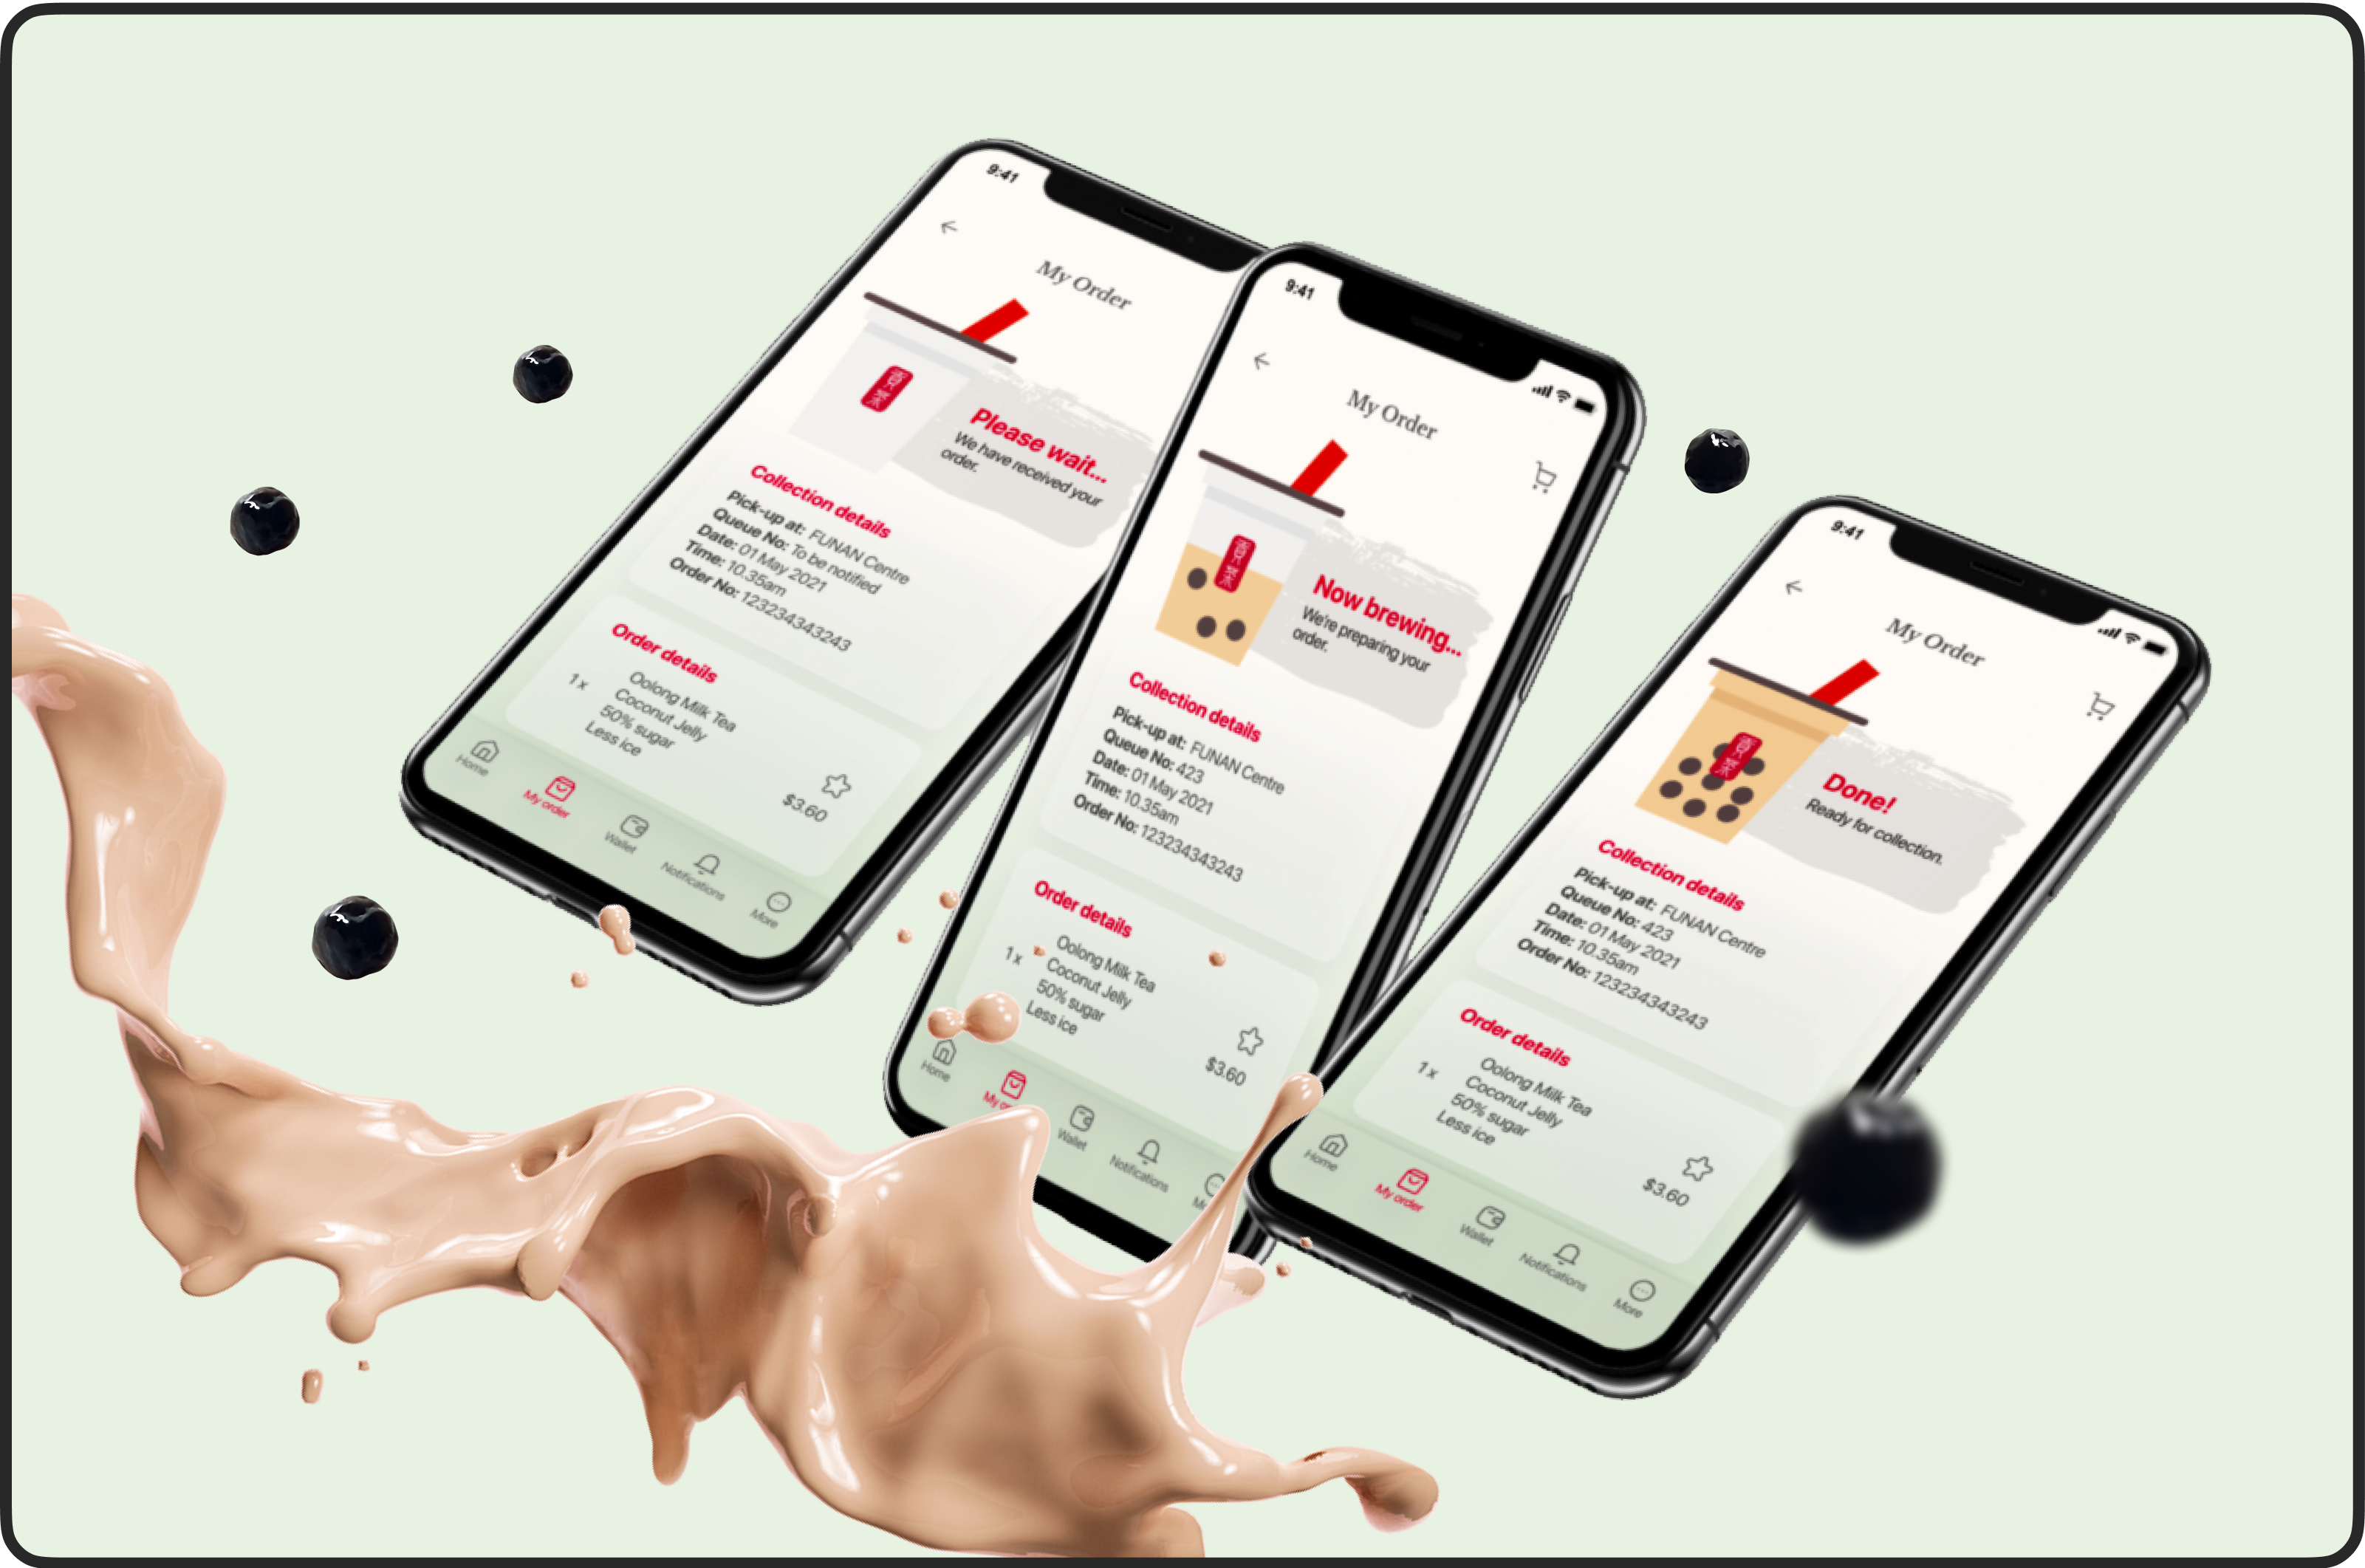 9:41
My Order
貢茶
Please wait...
We have received your
order.
Collection details
Pick-up at: FUNAN Centre
Queue No: To be notified
Date: 01 May 2021
Time: 10.35am
Order No: 123234343243
Order details
1 x Oolong Milk Tea
Coconut Jelly
50% sugar
Less ice
$3.60
Home
My order
Wallet
Notifications
More
9:41
My Order
貢茶
Now brewing...
We're preparing your
order.
Collection details
Pick-up at: FUNAN Centre
Queue No: 423
Date: 01 May 2021
Time: 10.35am
Order No: 123234343243
Order details
1 x Oolong Milk Tea
Coconut Jelly
50% sugar
Less ice
$3.60
Home
My
Wallet
Notifications
9:41
My Order
貢茶
Done!
Ready for collection.
Collection details
Pick-up at: FUNAN Centre
Queue No: 423
Date: 01 May 2021
Time: 10.35am
Order No: 123234343243
Order details
1 x Oolong Milk Tea
Coconut Jelly
50% sugar
Less ice
$3.60
Home
My order
Wallet
Notifications
More